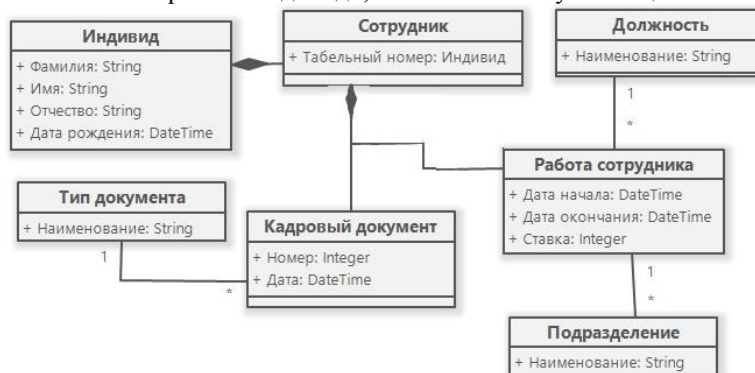 Индивид
+ Фамилия: String
+ Имя: String
+ Отчество: String
+ Дата рождения: DateTime
Сотрудник
+ Табельный номер: Индивид
Должность
+ Наименование: String
1
*
Работа сотрудника
+ Дата начала: DateTime
+ Дата окончания: DateTime
+ Ставка: Integer
Тип документа
+ Наименование: String
1
*
Кадровый документ
+ Номер: Integer
+ Дата: DateTime
1
*
Подразделение
+ Наименование: String